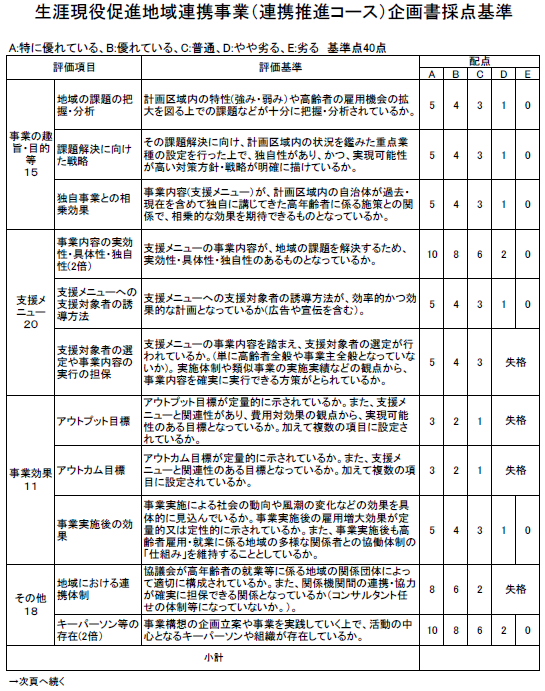 生涯現役促進地域連携事業（連携推進コース）企画書採点基準
A:特に優れている、B:優れている、C:普通、D:やや劣る、E:劣る　基準点40点
評価項目 評価基準 配点
A B C D E
事業の趣
旨・目的
等
15
地域の課題の把
握・分析
計画区域内の特性(強み・弱み)や高齢者の雇用機会の拡
大を図る上での課題などが十分に把握・分析されているか。
5 4 3 1 0
課題解決に向け
た戦略
その課題解決に向け、計画区域内の状況を鑑みた重点業
種の設定を行った上で、独自性があり、かつ、実現可能性
が高い対策方針・戦略が明確に描けているか。
5 4 3 1 0
独自事業との相
乗効果
事業内容(支援メニュー)が、計画区域内の自治体が過去・
現在を含めて独自に講じてきた高年齢者に係る施策との関
係で、相乗的な効果を期待できるものとなっているか。
5 4 3 1 0
支援メ
ニュー
20
事業内容の実効
性・具体性・独自
性(2倍)
支援メニューの事業内容が、地域の課題を解決するため、
実効性・具体性・独自性のあるものとなっているか。
10 8 6 2 0
支援メニューへの
支援対象者の誘
導方法
支援メニューへの支援対象者の誘導方法が、効率的かつ効
果的な計画となっているか(広告や宣伝を含む)。
5 4 3 1 0
支援対象者の選
定や事業内容の
実行の担保
支援メニューの事業内容を踏まえ、支援対象者の選定が行
われているか。(単に高齢者全般や事業主全般となっていな
いか)。実施体制や類似事業の実施実績などの観点から、
事業内容を確実に実行できる方策がとられているか。
5 4 3 失格
事業効果
11
アウトプット目標
アウトプット目標が定量的に示されているか。また、支援メ
ニューと関連性があり、費用対効果の観点から、実現可能
性のある目標となっているか。加えて複数の項目に設定さ
れているか。
3 2 1 失格
アウトカム目標
アウトカム目標が定量的に示されているか。また、支援メ
ニューと関連性のある目標となっているか。加えて複数の項
目に設定されているか。
3 2 1 失格
事業実施後の効
果
事業実施による社会の動向や風潮の変化などの効果を具
体的に見込んでいるか。事業実施後の雇用増大効果が定量
的又は定性的に示されているか。また、事業実施後も高
齢者雇用・就業に係る地域の多様な関係者との協働体制の
「仕組み」を維持することとしているか。
5 4 3 1 0
その他
18
地域における連
携体制
協議会が高年齢者の就業等に係る地域の関係団体によっ
て適切に構成されているか。また、関係機関間の連携・協力
が確実に担保できる関係となっているか(コンサルタント任
せの体制等になっていないか。)。
8 6 2 失格
キーパーソン等の
存在(2倍)
事業構想の企画立案や事業を実践していく上で、活動の中
心となるキーパーソンや組織が存在しているか。
10 8 6 2 0
小計
→次頁へ続く